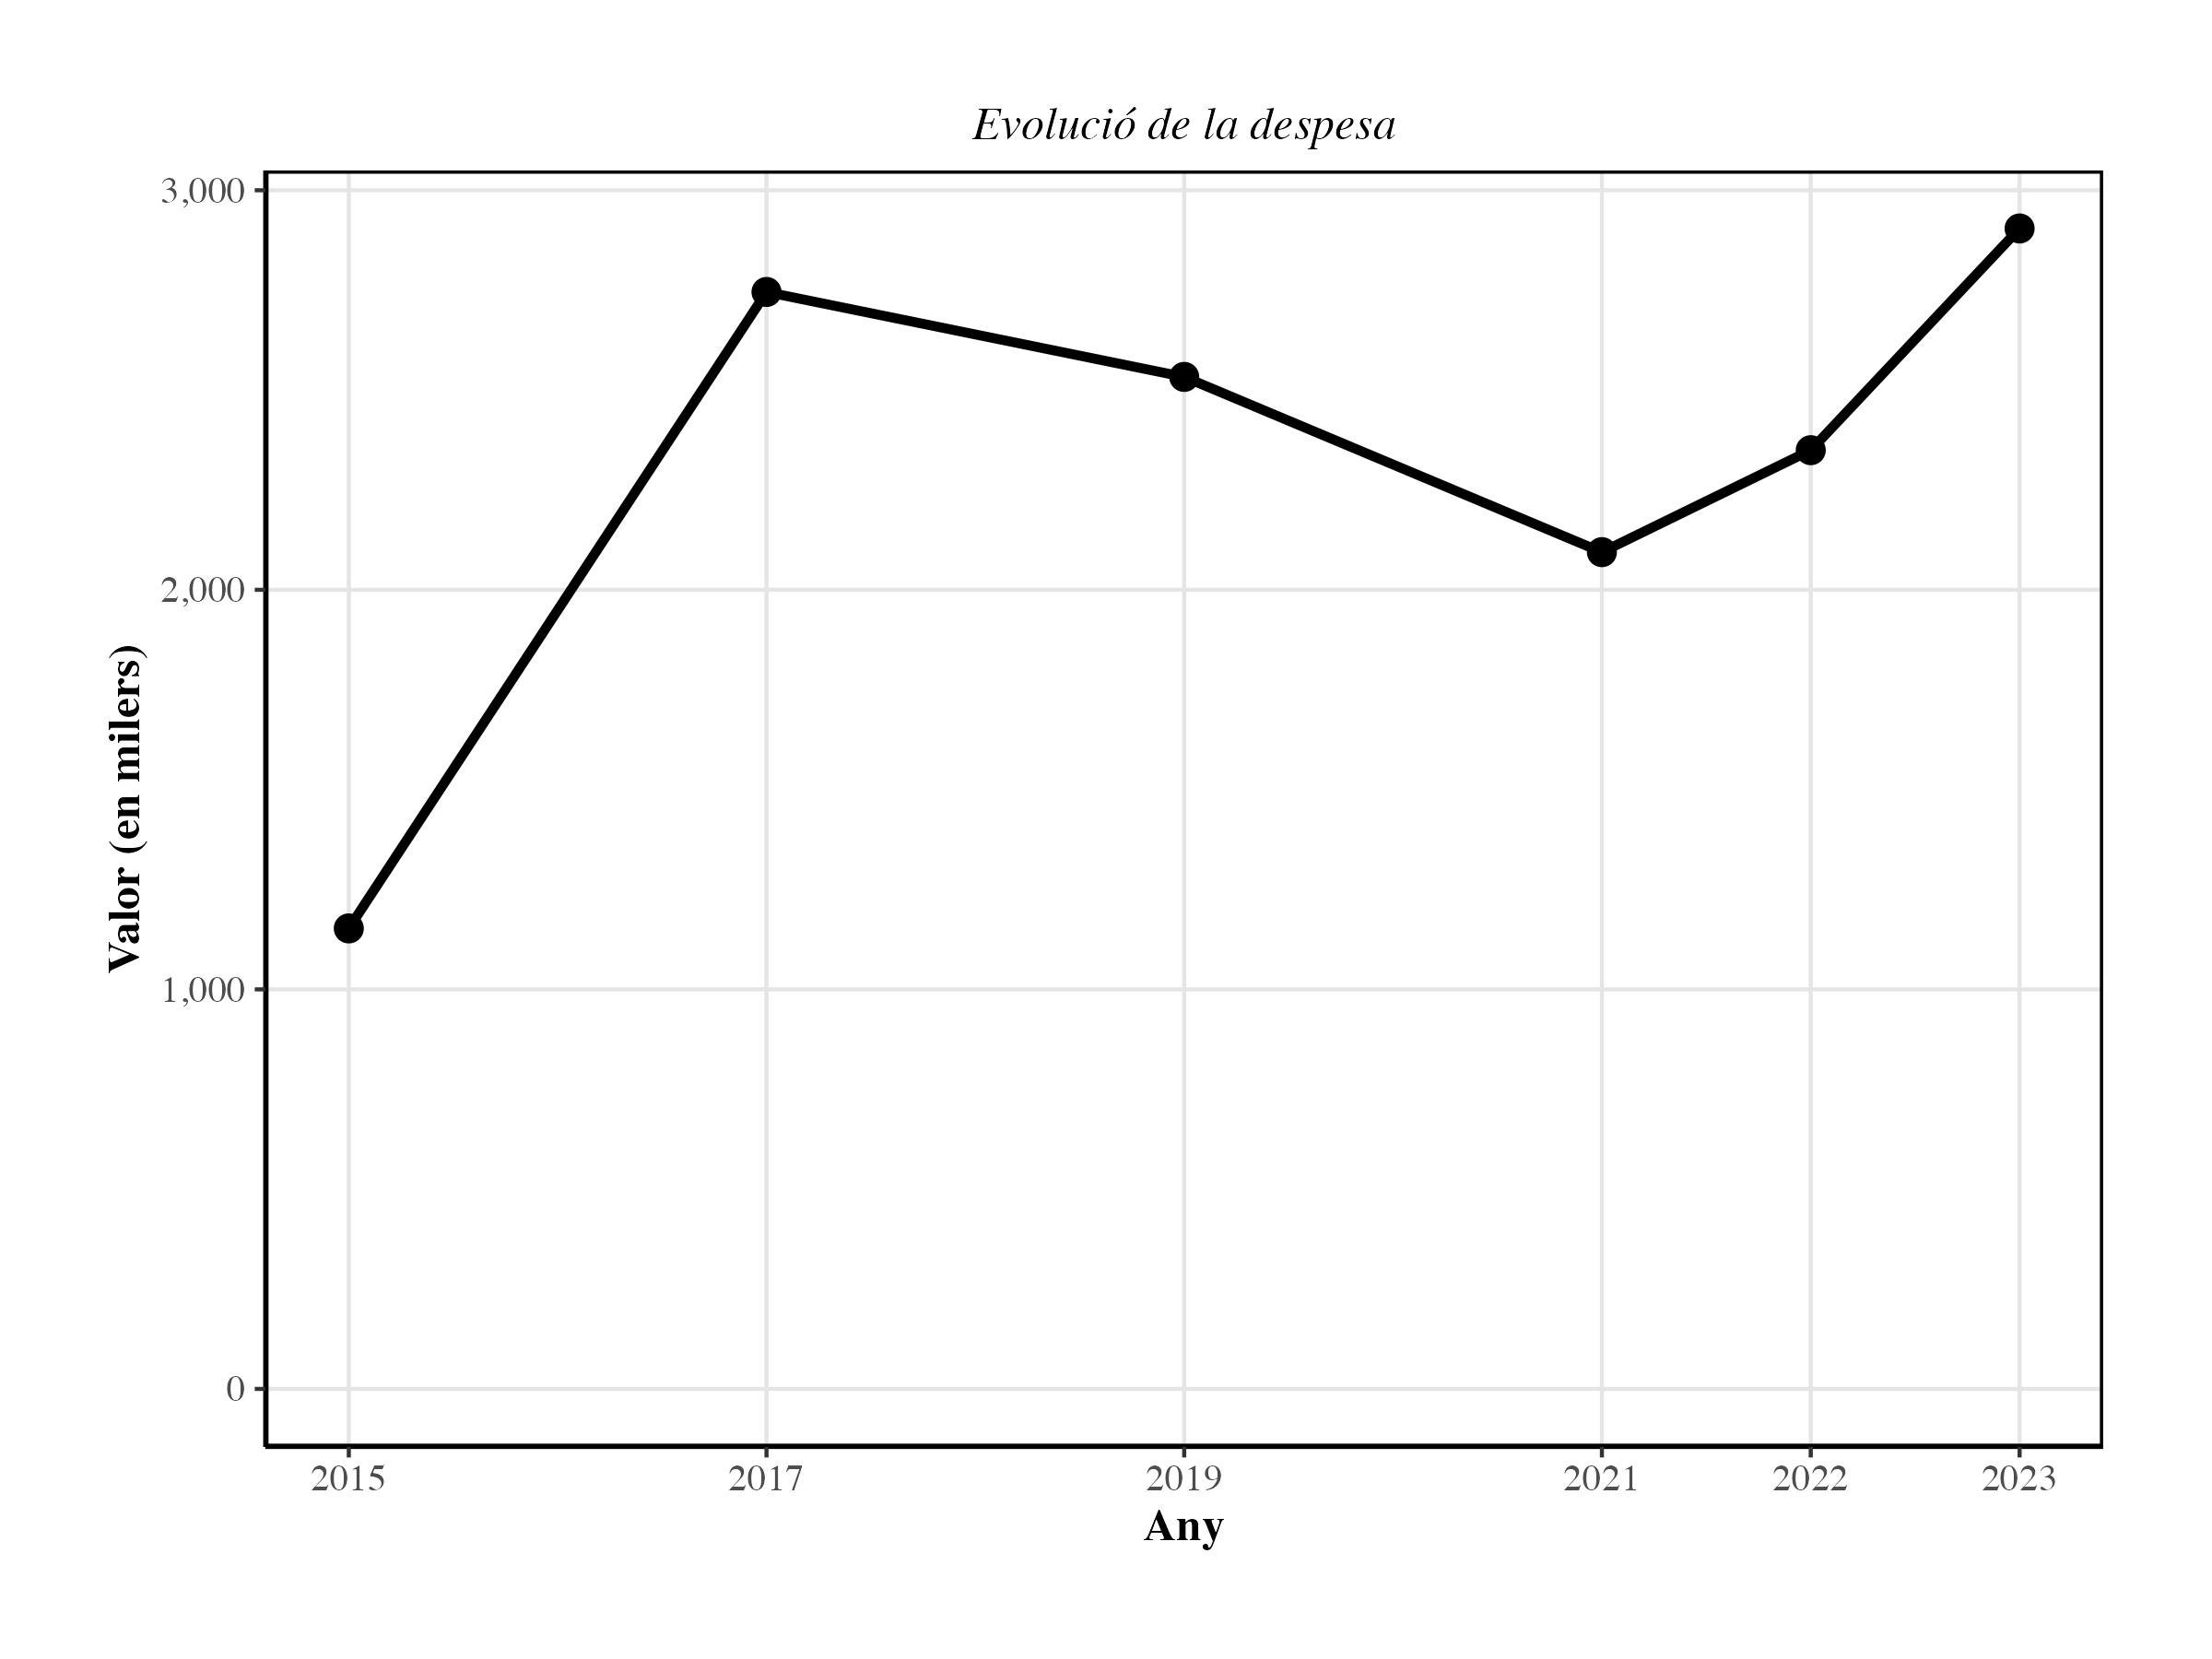 Evolució de la despesa
3,000
2,000
1,000
0
Valor (en milers)
2015 2017 2019 2021 2022 2023
Any